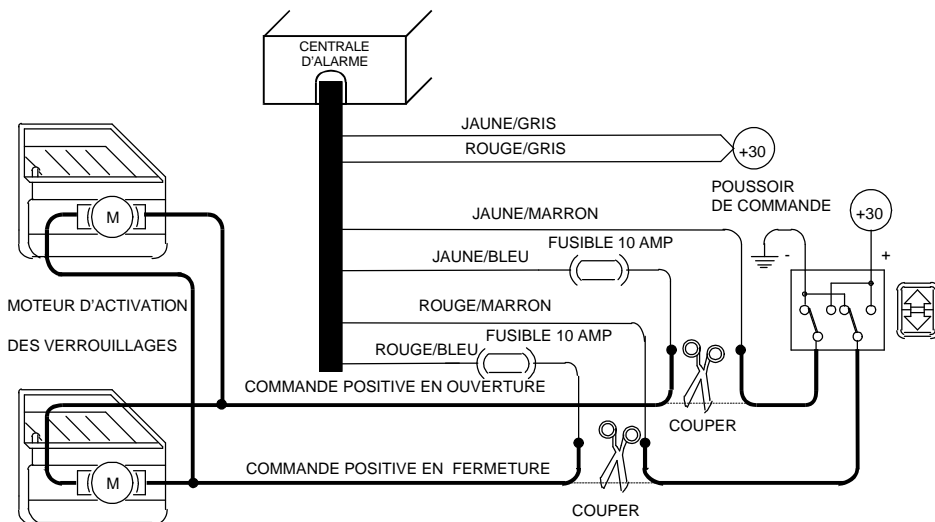 CENTRALE
D'ALARME
JAUNE/GRIS
ROUGE/GRIS
+30
POUSSOIR
DE COMMANDE
+30
JAUNE/MARRON
FUSIBLE 10 AMP
JAUNE/BLEU
- +
M
MOTEUR D'ACTIVATION
DES VERROUILLAGES
ROUGE/MARRON
FUSIBLE 10 AMP
ROUGE/BLEU
COMMANDE POSITIVE EN OUVERTURE
COUPER
COMMANDE POSITIVE EN FERMETURE
M
COUPER